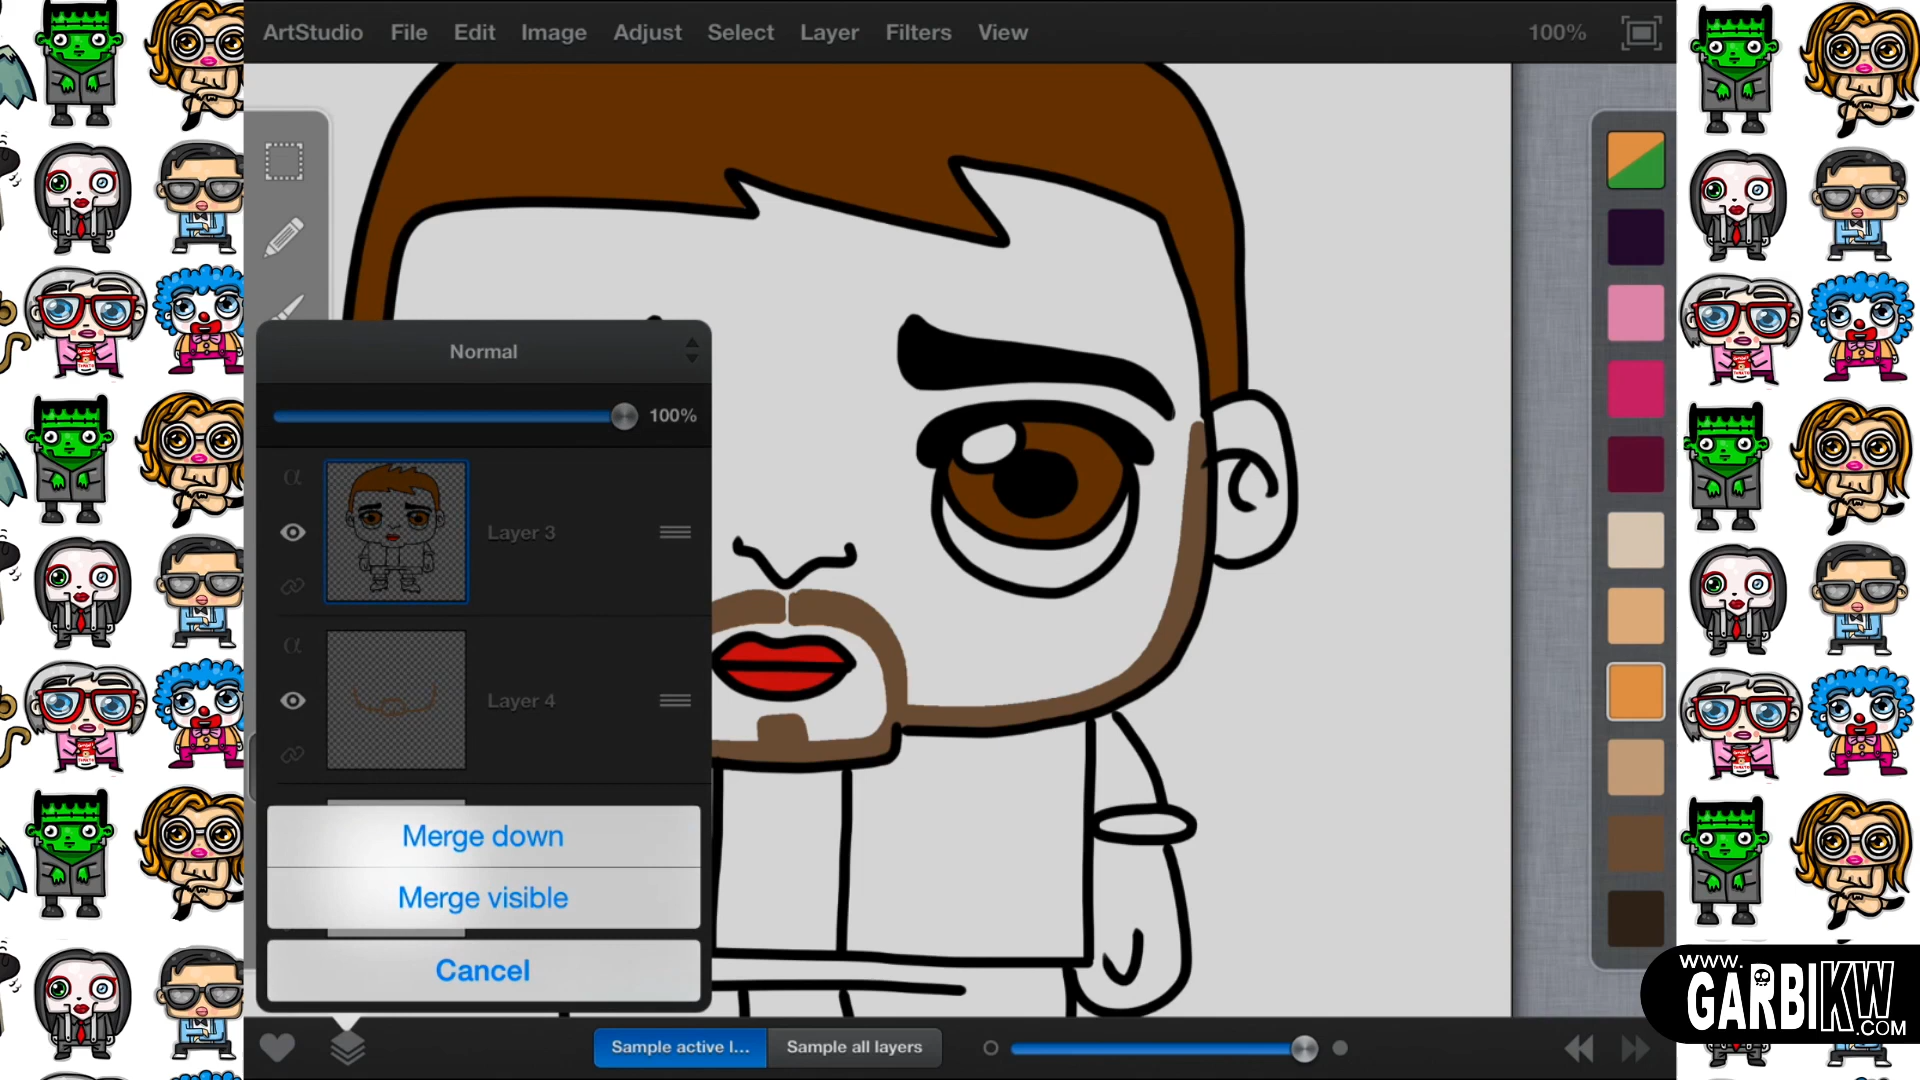 ArtStudio File Edit Image Adjust Select Layer Filters View 100%
Normal
100%
α
Layer 3
α
Layer 4
Merge down
Merge visible
Cancel
Sample active l... Sample all layers
www.
GARBIKW
.COM